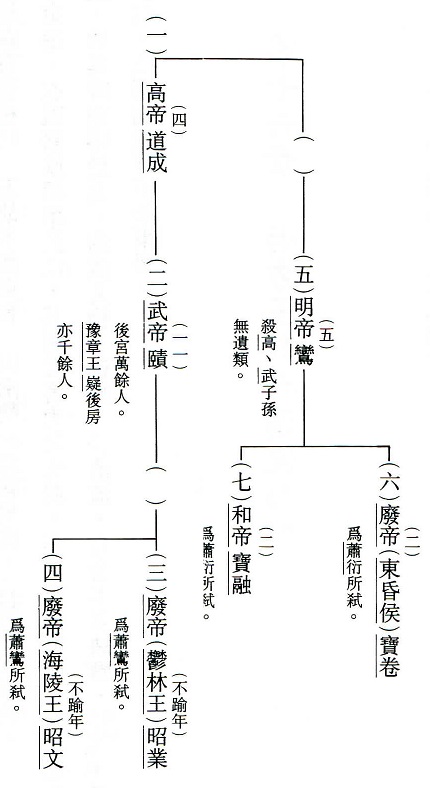 （一）高帝 道成
（四）
（二）武帝 賾
（一一）
後宮萬餘人。
豫章王嶷後房
亦千餘人。
（　）
（三）廢帝（鬱林王）昭業
（不踰年）
爲蕭鸞所弒。
（四）廢帝（海陵王）昭文
（不踰年）
爲蕭鸞所弒。
（　）
（五）明帝 鸞
（五）
殺高、武子孫
無遺類。
（六）廢帝（東昏侯）寶卷
（二）
爲蕭衍所弒。
（七）和帝 寶融
（二）
爲蕭衍所弒。